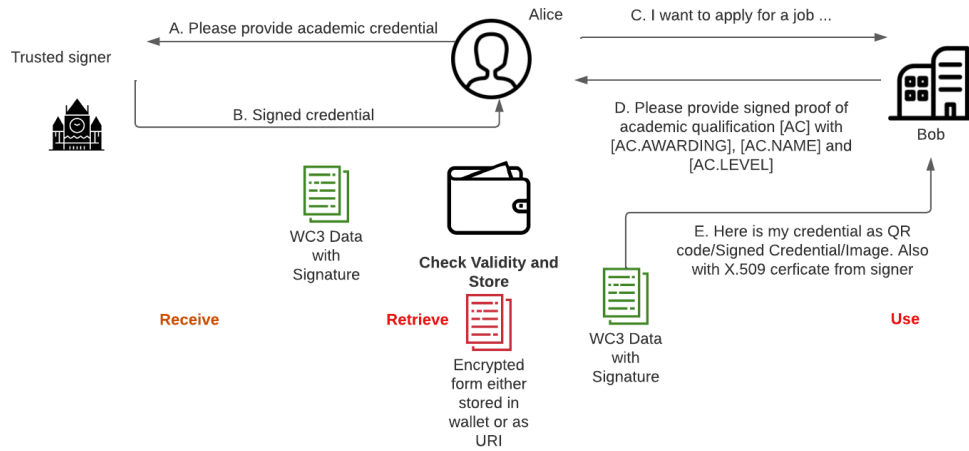 Alice
A. Please provide academic credential
C. I want to apply for a job ...
Trusted signer
B. Signed credential
D. Please provide signed proof of
academic qualification [AC] with
[AC.AWARDING], [AC.NAME] and
[AC.LEVEL]
Bob
WC3 Data
with
Signature
Check Validity and
Store
E. Here is my credential as QR
code/Signed Credential/Image. Also
with X.509 cerficate from signer
Receive
Retrieve
Use
WC3 Data
with
Signature
Encrypted
form either
stored in
wallet or as
URI